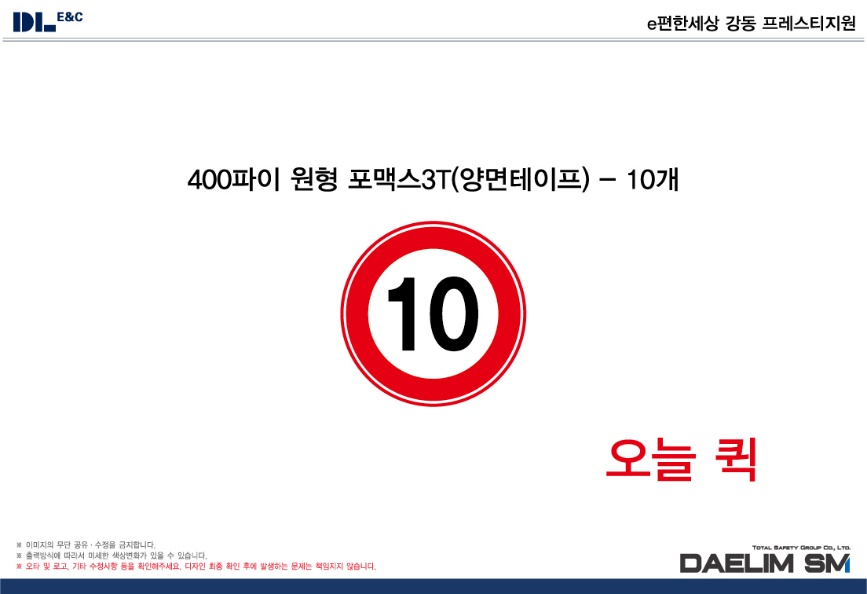 DL E&C
e편한세상 강동 프레스티지원
400파이 원형 포맥스3T(양면테이프) - 10개
10
오늘 퀵
※ 이미지의 무단 공유·수정을 금지합니다.
※ 출력방식에 따라서 미세한 색상변화가 있을 수 있습니다.
※ 오타 및 로고, 기타 수정사항 등을 확인해주세요. 디자인 최종 확인 후에 발생하는 문제는 책임지지 않습니다.
TOTAL SAFETY GROUP CO., LTD.
DAELIM SM